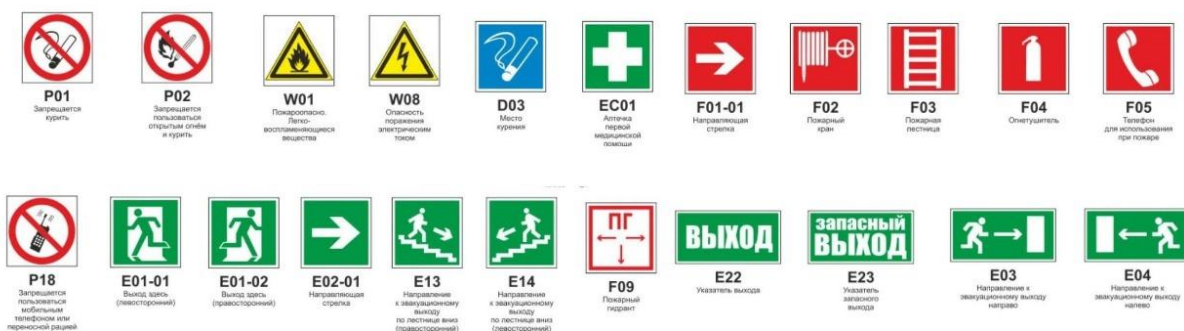 P01
Запрещается
курить
P02
Запрещается
пользоваться
открытым огнём
и курить
W01
Пожароопасно.
Легко-
воспламеняющиеся
вещества
W08
Опасность
поражения
электрическим
током
D03
Место
курения
EC01
Аптечка
первой
медицинской
помощи
F01-01
Направляющая
стрелка
F02
Пожарный
кран
F03
Пожарная
лестница
F04
Огнетушитель
F05
Телефон
для использования
при пожаре
P18
Запрещается
пользоваться
мобильным
телефоном или
переносной рацией
E01-01
Выход здесь
(левосторонний)
E01-02
Выход здесь
(правосторонний)
E02-01
Направляющая
стрелка
E13
Направление
к эвакуационному
выходу
по лестнице вниз
(правосторонний)
E14
Направление
к эвакуационному
выходу
по лестнице вниз
(левосторонний)
ПГ
F09
Пожарный
гидрант
ВЫХОД
E22
Указатель выхода
запасный
ВЫХОД
E23
Указатель
запасного
выхода
E03
Направление к
эвакуационному выходу
направо
E04
Направление к
эвакуационному выходу
налево